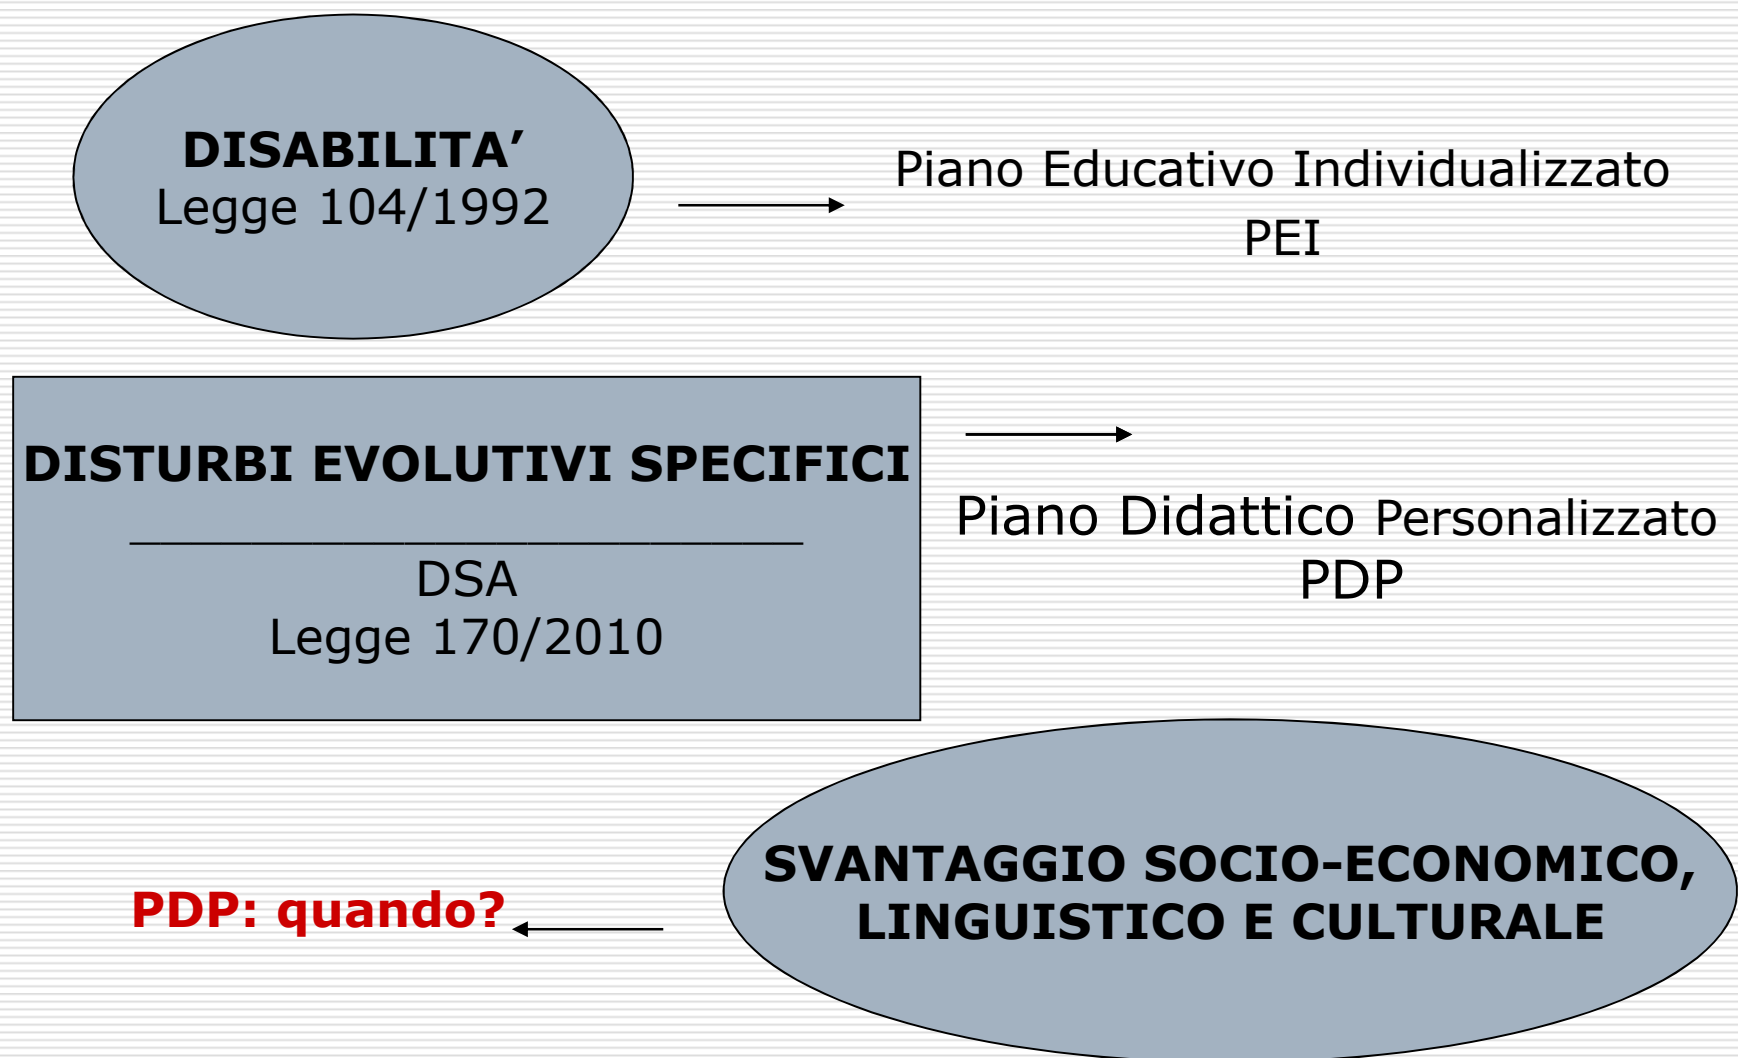 DISABILITA’
Legge 104/1992
Piano Educativo Individualizzato
PEI
DISTURBI EVOLUTIVI SPECIFICI
DSA
Legge 170/2010
Piano Didattico Personalizzato
PDP
SVANTAGGIO SOCIO-ECONOMICO,
LINGUISTICO E CULTURALE
PDP: quando?